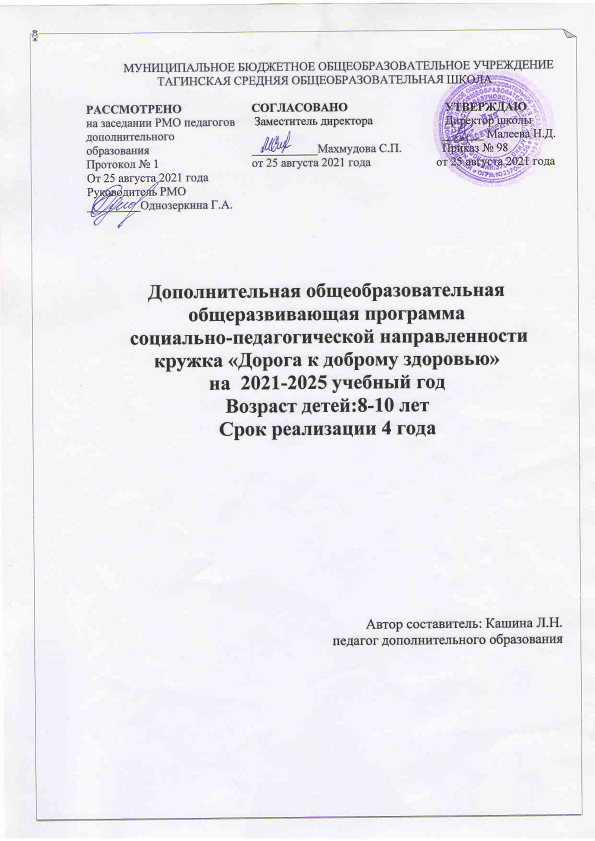 МУНИЦИПАЛЬНОЕ БЮДЖЕТНОЕ ОБЩЕОБРАЗОВАТЕЛЬНОЕ УЧРЕЖДЕНИЕ
ТАГИНСКАЯ СРЕДНЯЯ ОБЩЕОБРАЗОВАТЕЛЬНАЯ ШКОЛА
РАССМОТРЕНО
на заседании РМО педагогов
дополнительного
образования
Протокол № 1
От 25 августа 2021 года
Руководитель РМО
Однозеркина Г.А.
СОГЛАСОВАНО
Заместитель директора
Махмудова С.П.
от 25 августа 2021 года
УТВЕРЖДАЮ
Директор школы
Малеева Н.Д.
Приказ № 98
от 25 августа 2021 года
Дополнительная общеобразовательная
общеразвивающая программа
социально-педагогической направленности
кружка «Дорога к доброму здоровью»
на 2021-2025 учебный год
Возраст детей:8-10 лет
Срок реализации 4 года
Автор составитель: Кашина Л.Н.
педагог дополнительного образования